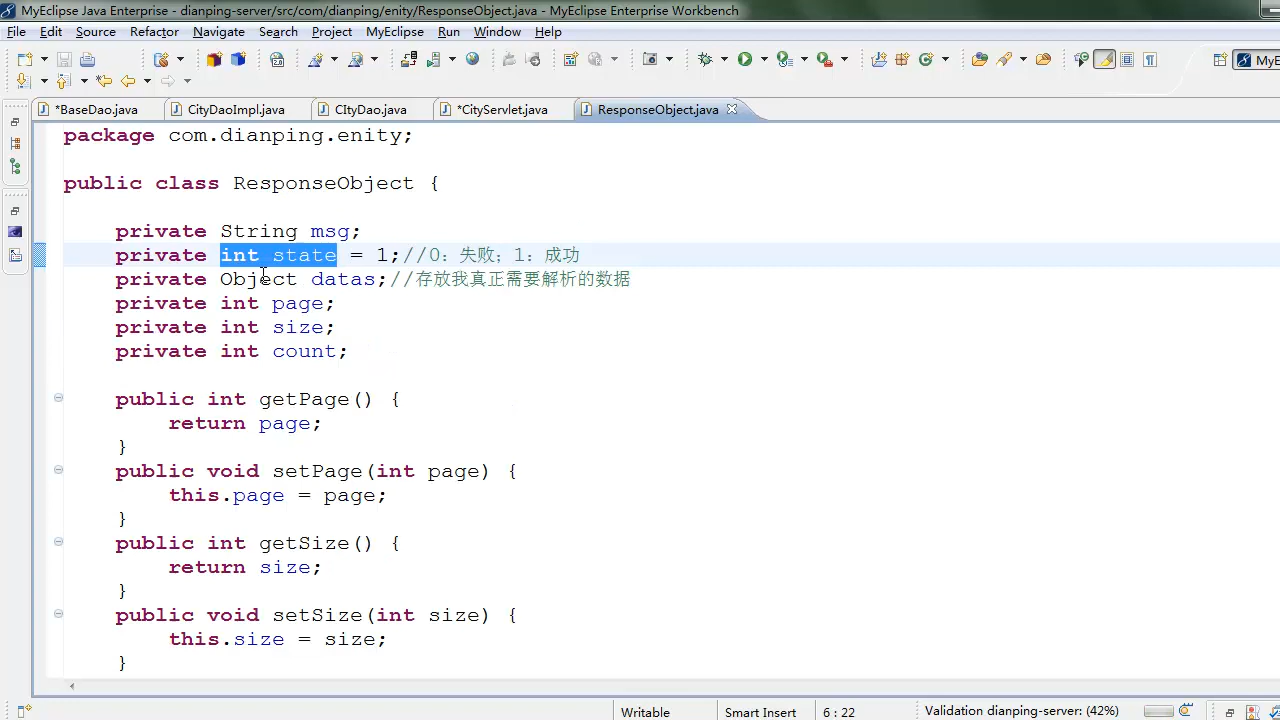 MyEclipse Java Enterprise - dianping-server/src/com/dianping/enity/ResponseObject.java - MyEclipse Enterprise Workbench
File Edit Source Refactor Navigate Search Project MyEclipse Run Window Help
MyE
*BaseDao.java CityDaoImpl.java CItyDao.java *CityServlet.java ResponseObject.java
package com.dianping.enity;
public class ResponseObject {
private String msg;
private int state = 1;//0：失败；1：成功
private Object datas;//存放我真正需要解析的数据
private int page;
private int size;
private int count;
public int getPage() {
return page;
}
public void setPage(int page) {
this.page = page;
}
public int getSize() {
return size;
}
public void setSize(int size) {
this.size = size;
}
Writable Smart Insert 6 : 22 Validation dianping-server: (42%)